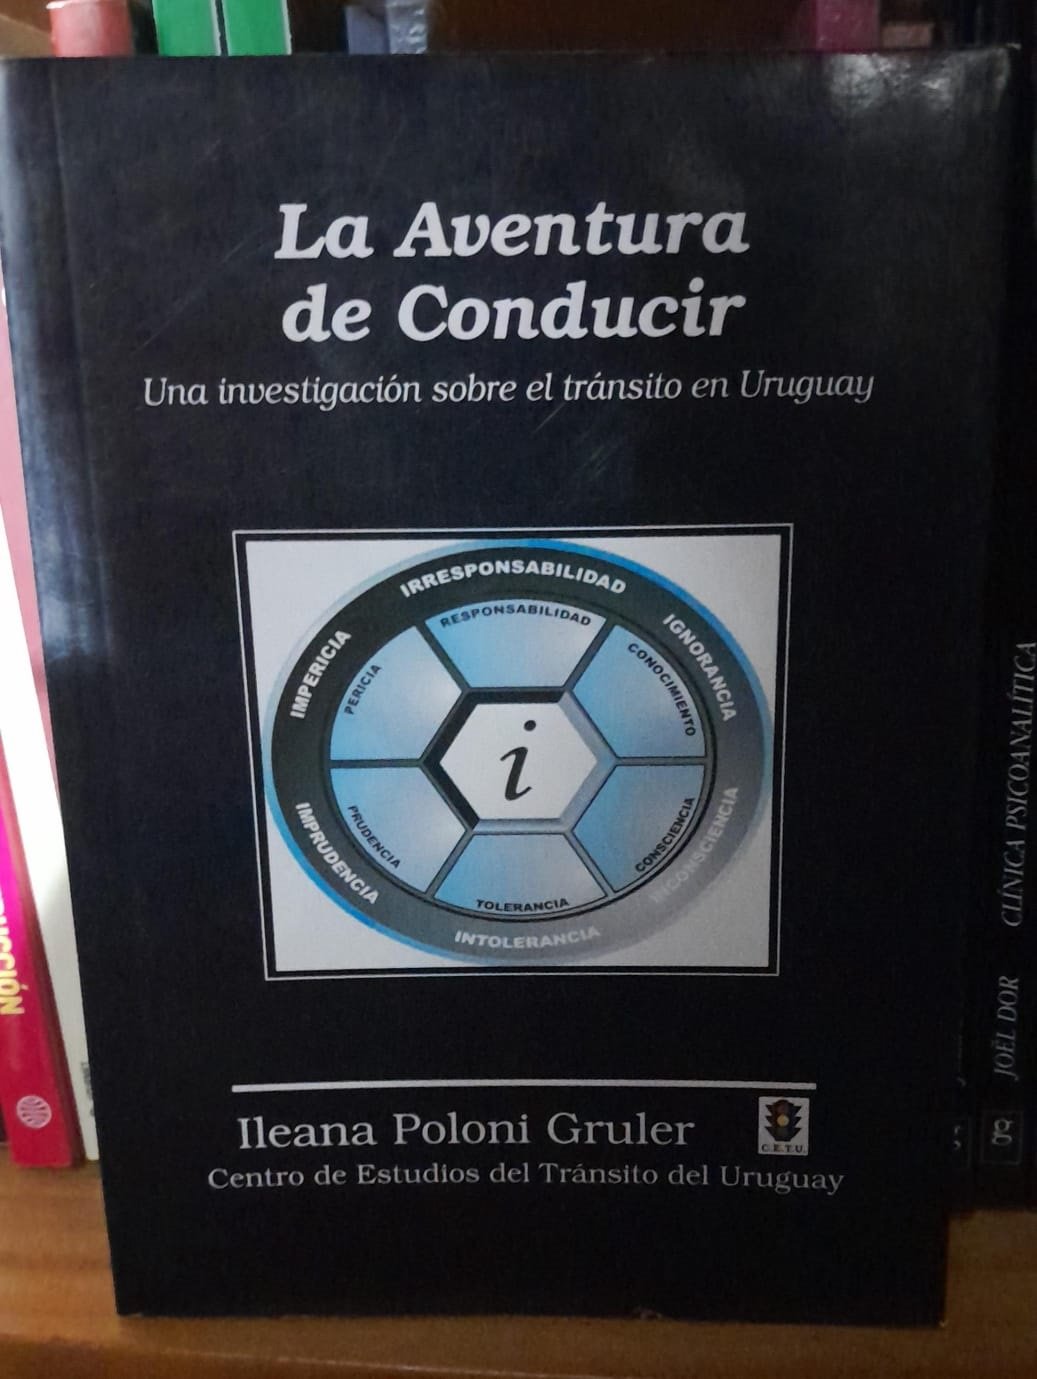 La Aventura
de Conducir
Una investigación sobre el tránsito en Uruguay
IRRESPONSABILIDAD
IGNORANCIA
INCONSCIENCIA
INTOLERANCIA
IMPRUDENCIA
IMPERICIA
RESPONSABILIDAD
CONOCIMIENTO
CONSCIENCIA
TOLERANCIA
PRUDENCIA
PERICIA
i
Ileana Poloni Gruler
C.E.T.U.
Centro de Estudios del Tránsito del Uruguay
JOËL DOR CLÍNICA PSICOANALÍTICA
g